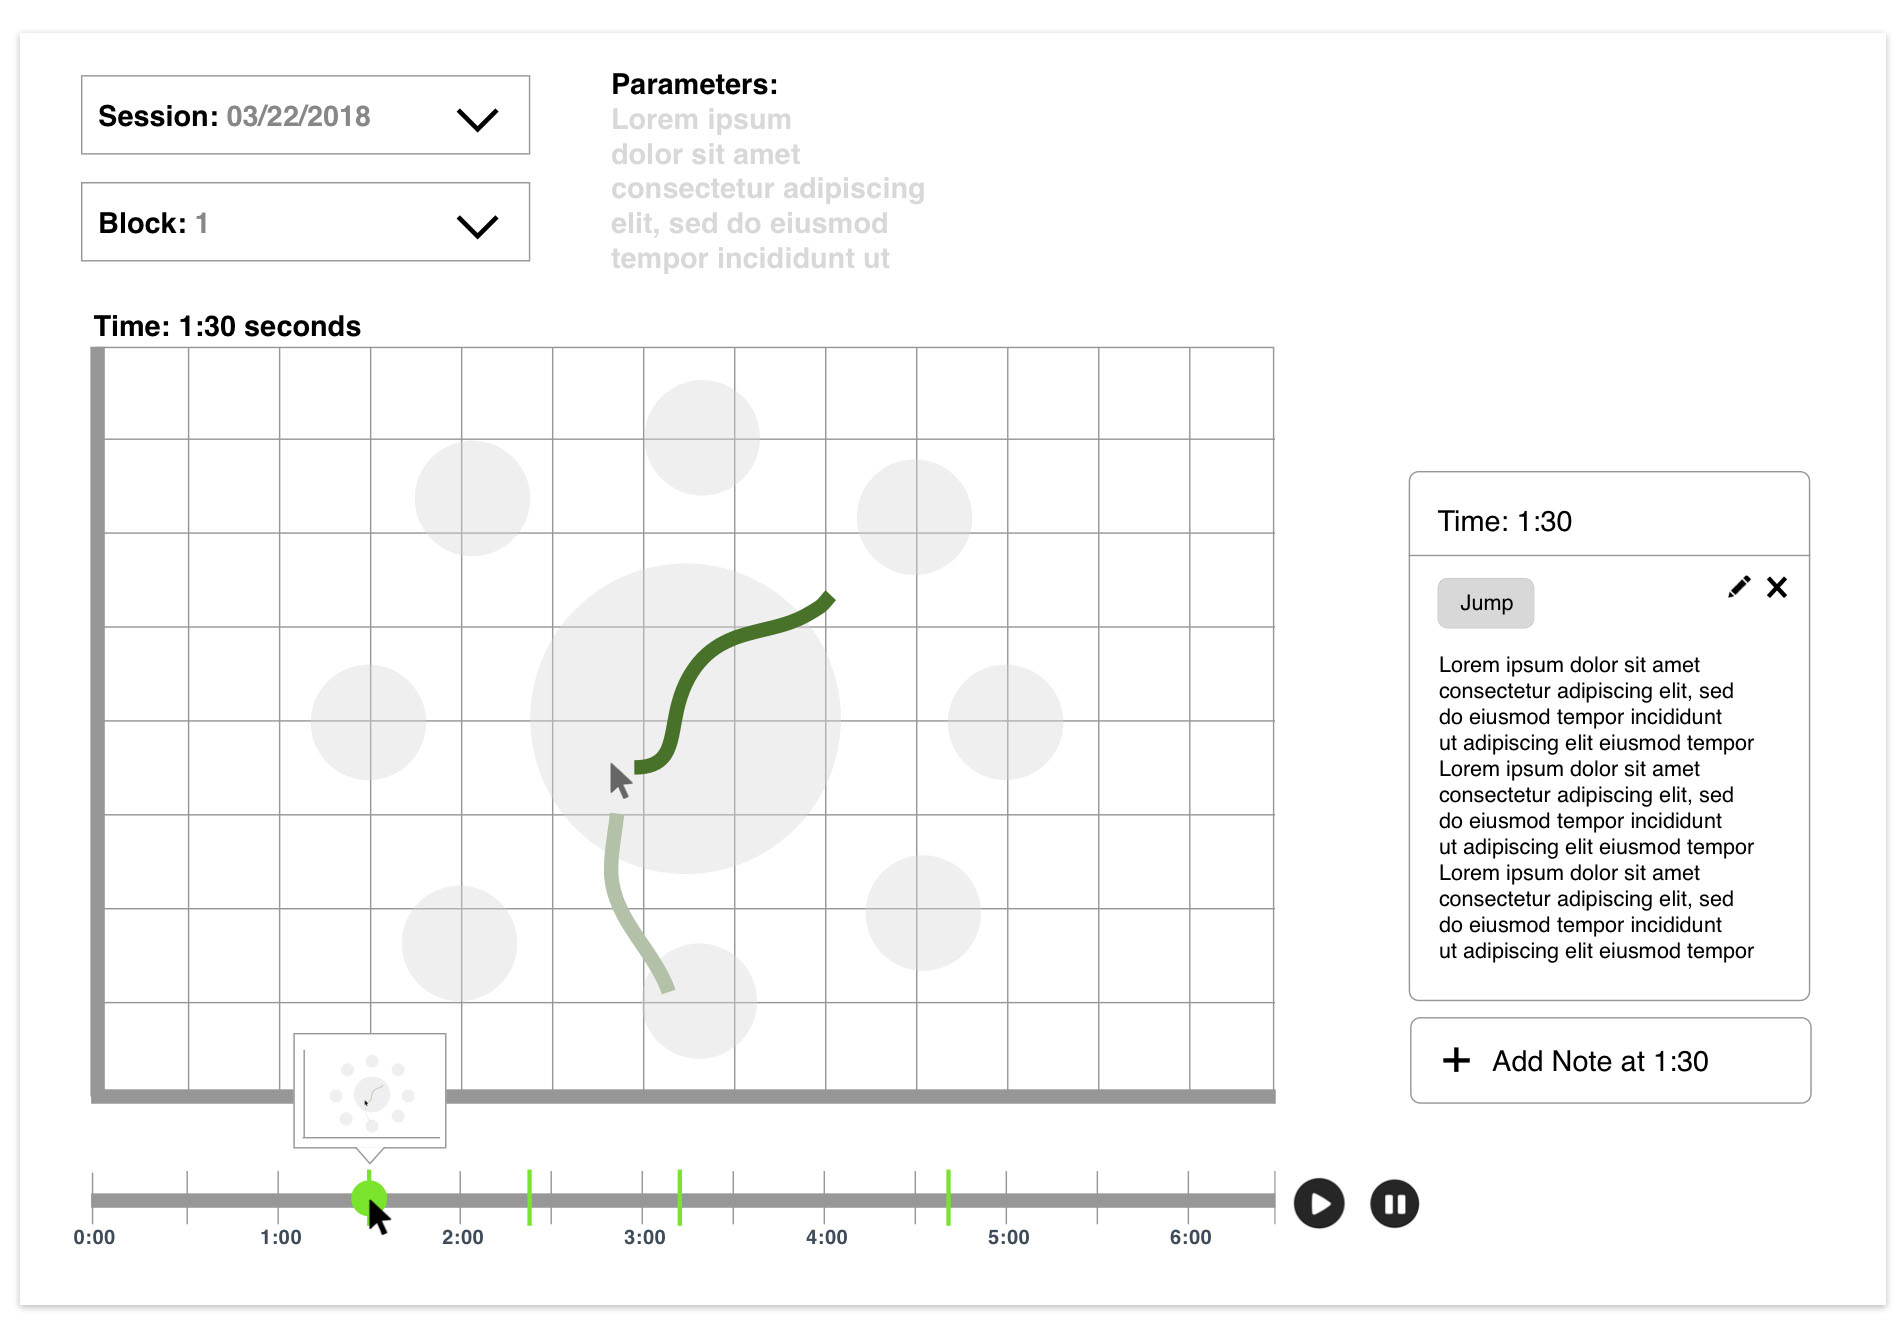 Session: 03/22/2018
Block: 1
Parameters:
Lorem ipsum
dolor sit amet
consectetur adipiscing
elit, sed do eiusmod
tempor incididunt ut
Time: 1:30 seconds
Time: 1:30
Jump
Lorem ipsum dolor sit amet
consectetur adipiscing elit, sed
do eiusmod tempor incididunt
ut adipiscing elit eiusmod tempor
Lorem ipsum dolor sit amet
consectetur adipiscing elit, sed
do eiusmod tempor incididunt
ut adipiscing elit eiusmod tempor
Lorem ipsum dolor sit amet
consectetur adipiscing elit, sed
do eiusmod tempor incididunt
ut adipiscing elit eiusmod tempor
Add Note at 1:30
0:00 1:00 2:00 3:00 4:00 5:00 6:00